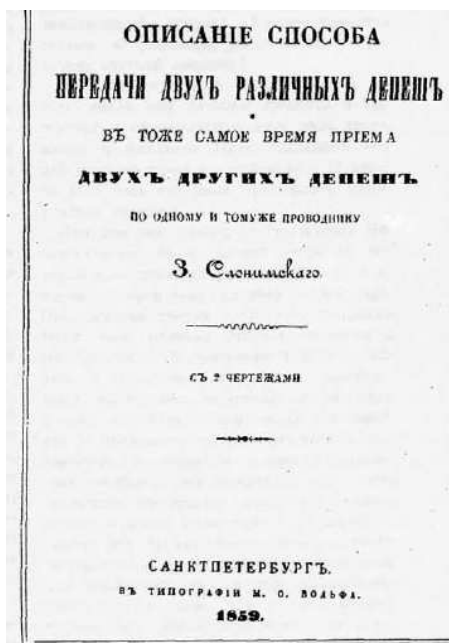 ОПИСАНІЕ СПОСОБА
ПЕРЕДАЧИ ДВУХЪ РАЗЛИЧНЫХЪ ДЕПЕШЪ
ВЪ ТОЖЕ САМОЕ ВРЕМЯ ПРІЕМА
ДВУХЪ ДРУГИХЪ ДЕПЕШЪ
ПО ОДНОМУ И ТОМУЖЕ ПРОВОДНИКУ
З. Слонимскаго.
СЪ 2 ЧЕРТЕЖАМИ
САНКТПЕТЕРБУРГЪ.
ВЪ ТИПОГРАФІИ М. О. ВОЛЬФА.
1859.